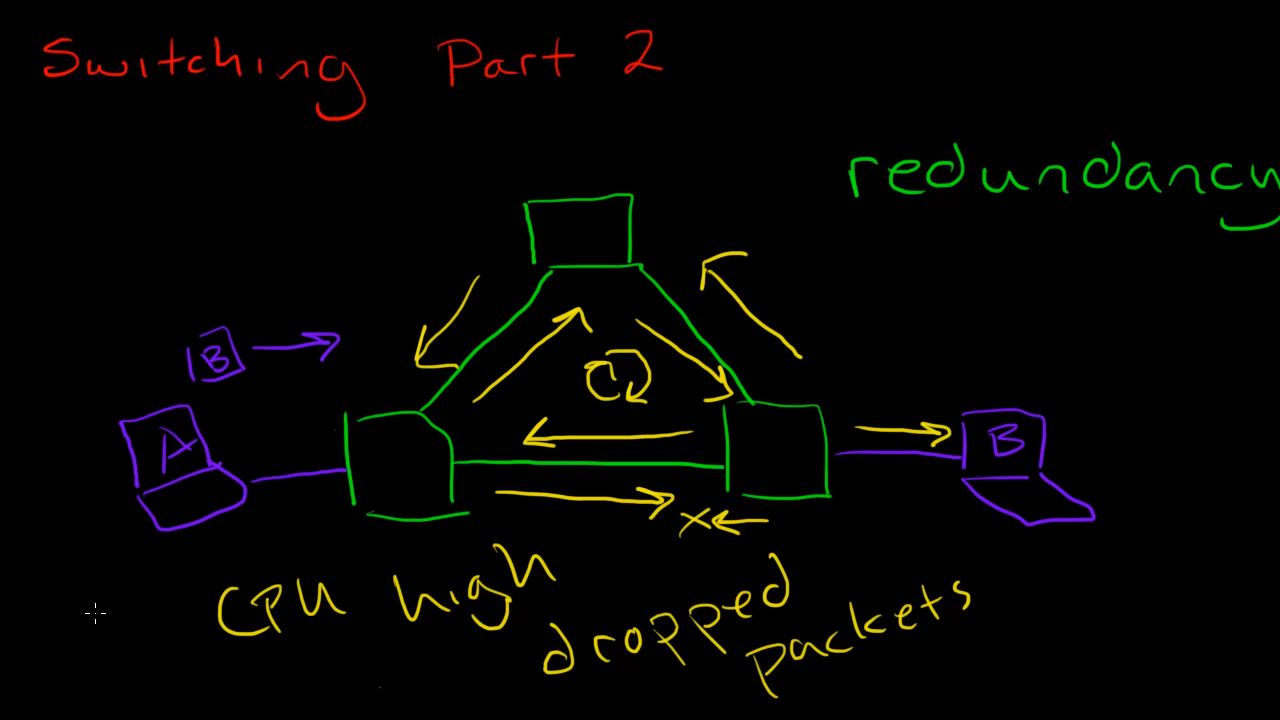 Switching Part 2
redundancy
B
A
B
CPU high
dropped
packets